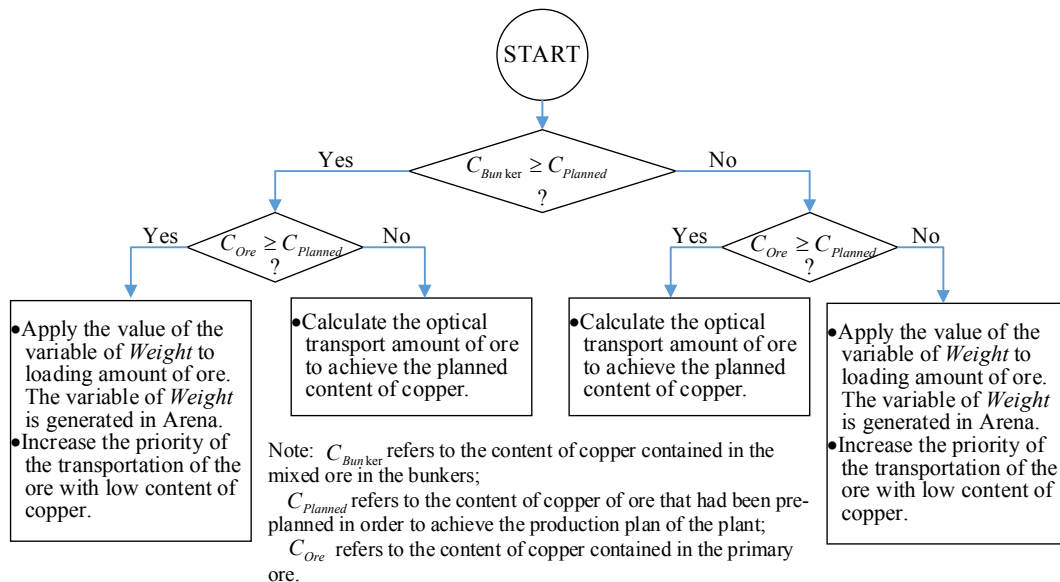 START
Yes
C_Bunker ≥ C_Planned
?
No
Yes
C_Ore ≥ C_Planned
?
No
Yes
C_Ore ≥ C_Planned
?
No
●Apply the value of the
variable of Weight to
loading amount of ore.
The variable of Weight
is generated in Arena.
●Increase the priority of
the transportation of the
ore with low content of
copper.
●Calculate the optical
transport amount of ore
to achieve the planned
content of copper.
●Calculate the optical
transport amount of ore
to achieve the planned
content of copper.
●Apply the value of the
variable of Weight to
loading amount of ore.
The variable of Weight
is generated in Arena.
●Increase the priority of
the transportation of the
ore with low content of
copper.
Note: C_Bunker refers to the content of copper contained in the
mixed ore in the bunkers;
C_Planned refers to the content of copper of ore that had been pre-
planned in order to achieve the production plan of the plant;
C_Ore refers to the content of copper contained in the primary
ore.